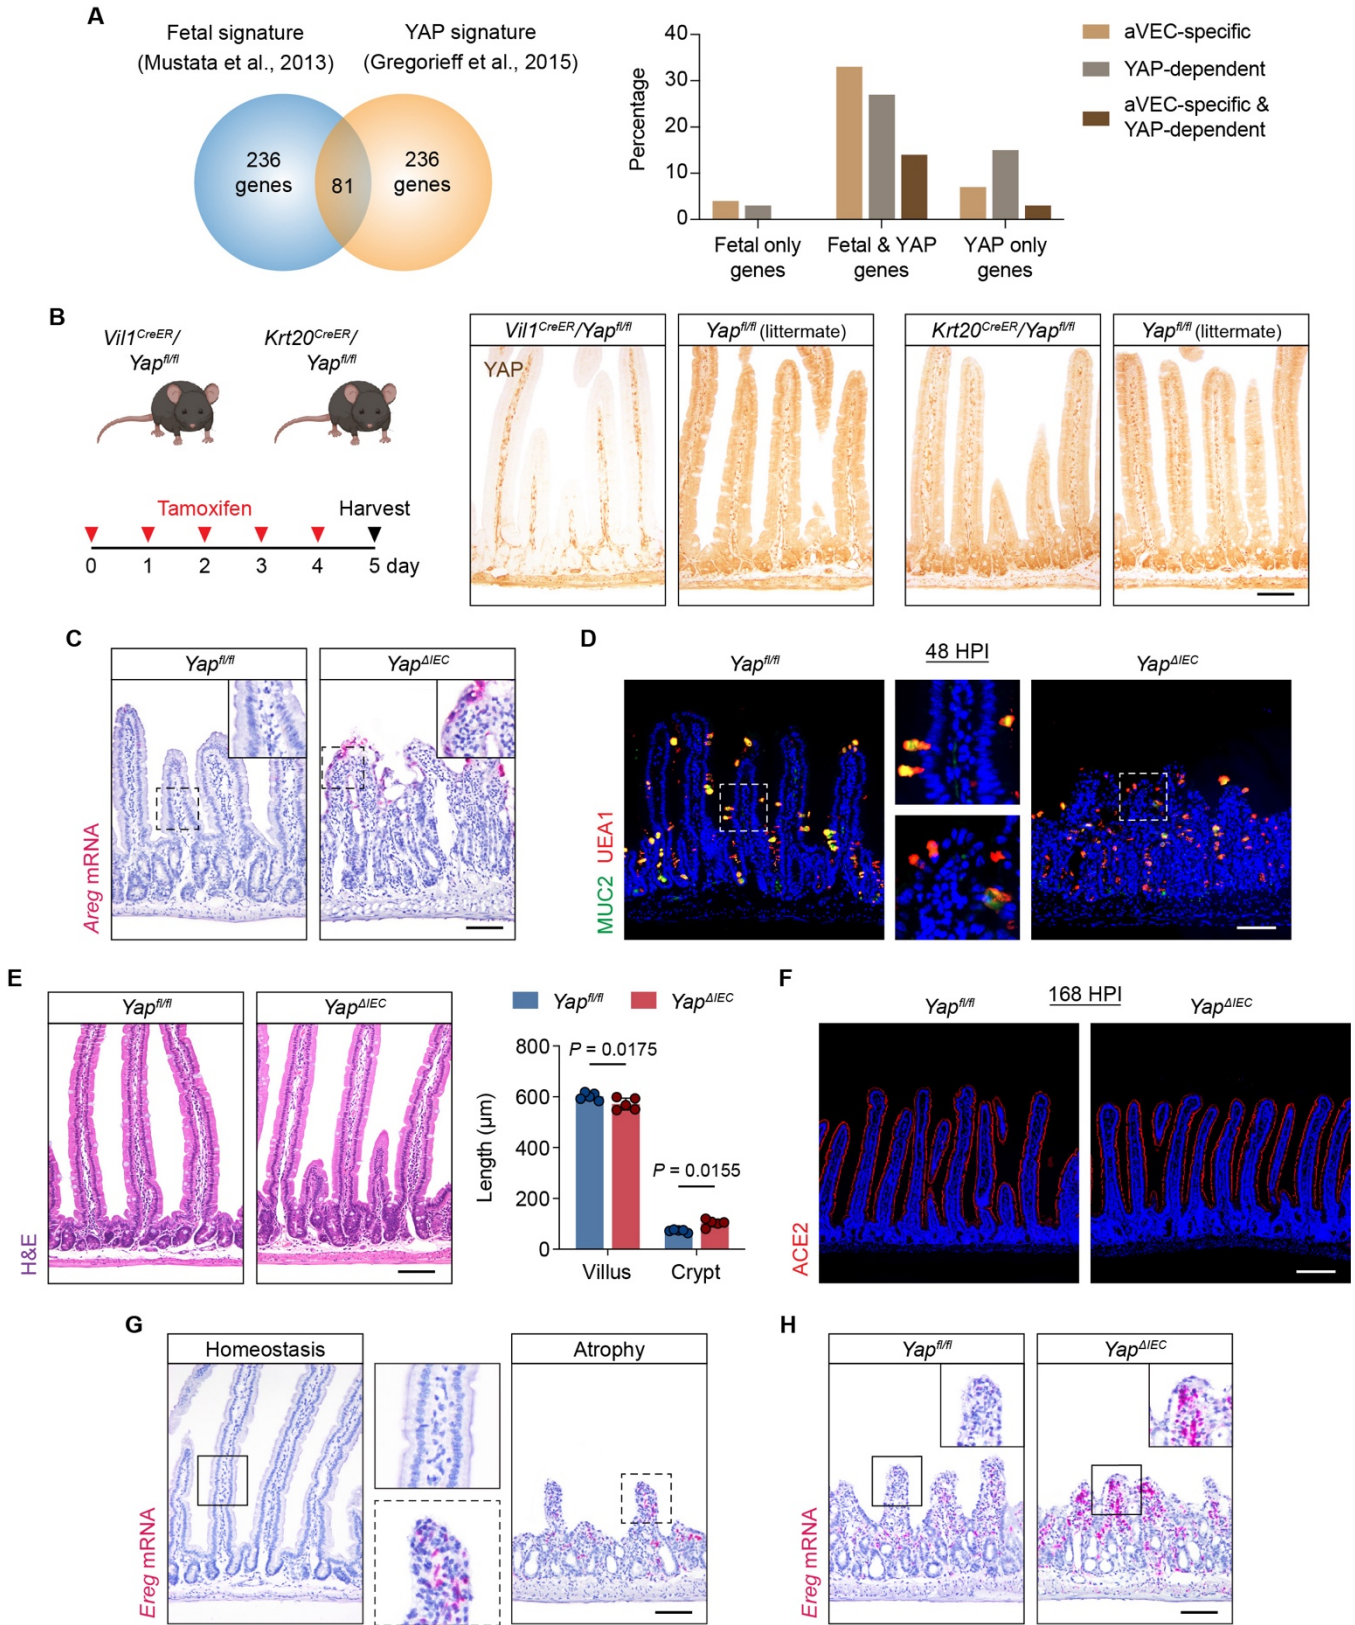 A
Fetal signature
(Mustata et al., 2013)
YAP signature
(Gregorieff et al., 2015)
236
genes
81
236
genes
Percentage
40
30
20
10
0
Fetal only
genes
Fetal & YAP
genes
YAP only
genes
aVEC-specific
YAP-dependent
aVEC-specific &
YAP-dependent
B
Vil1CreER/
Yapfl/fl
Krt20CreER/
Yapfl/fl
Tamoxifen
Harvest
0 1 2 3 4 5 day
Vil1CreER/Yapfl/fl
Yapfl/fl (littermate)
Krt20CreER/Yapfl/fl
Yapfl/fl (littermate)
YAP
C
Yapfl/fl
YapΔIEC
Areg mRNA
D
Yapfl/fl
48 HPI
YapΔIEC
MUC2 UEA1
E
Yapfl/fl
YapΔIEC
H&E
Yapfl/fl
YapΔIEC
Length (μm)
800
600
400
200
0
P = 0.0175
P = 0.0155
Villus
Crypt
F
Yapfl/fl
168 HPI
YapΔIEC
ACE2
G
Homeostasis
Atrophy
Ereg mRNA
H
Yapfl/fl
YapΔIEC
Ereg mRNA